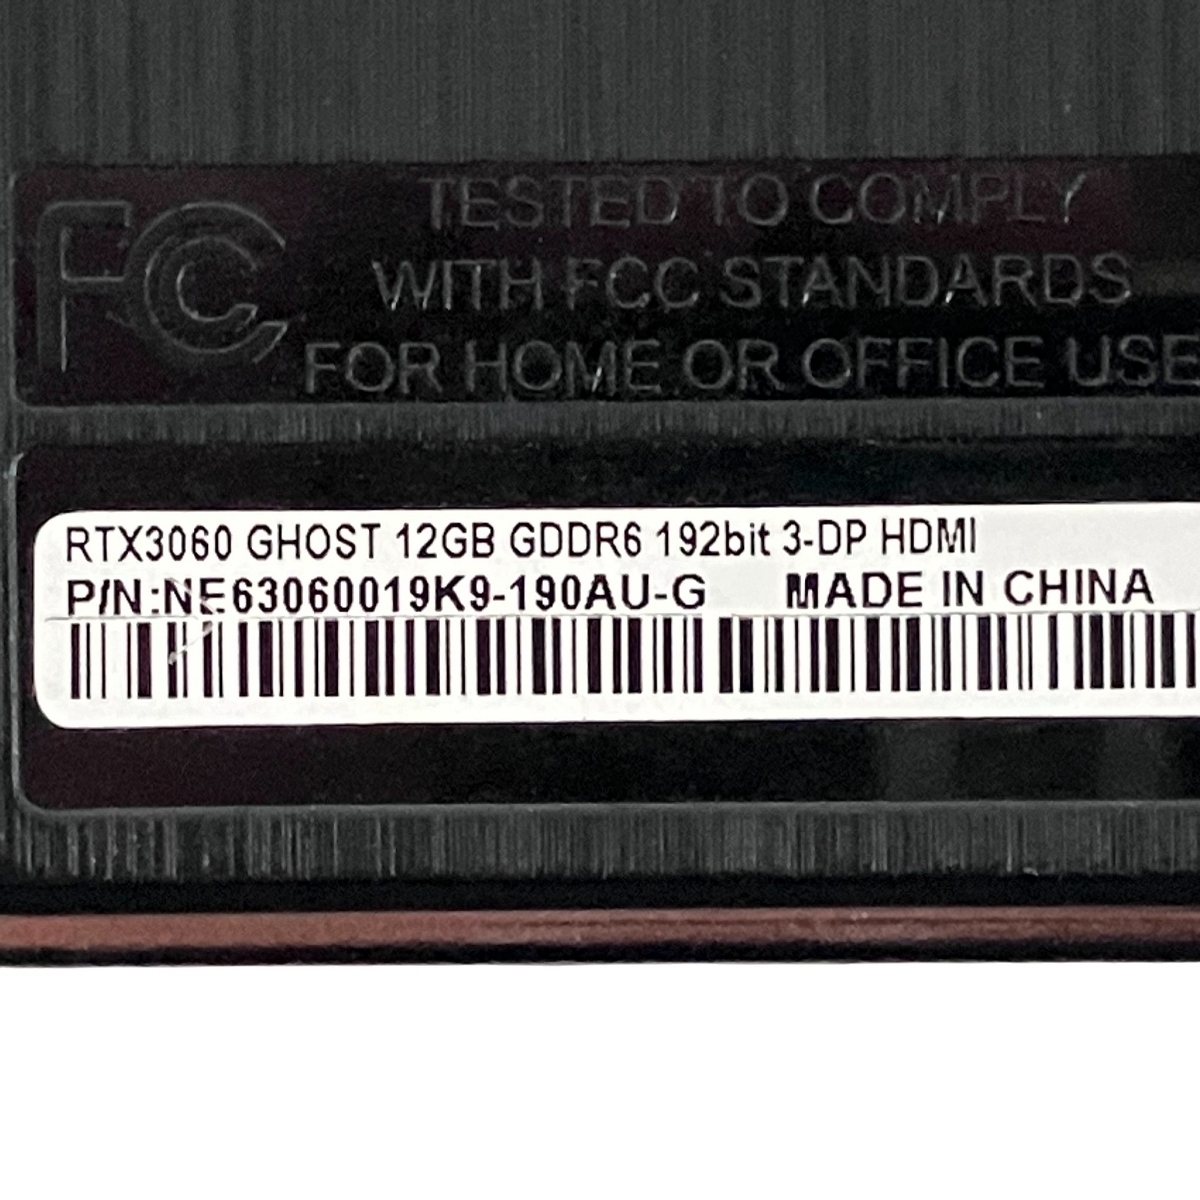 FC
TESTED TO COMPLY
WITH FCC STANDARDS
FOR HOME OR OFFICE USE
RTX3060 GHOST 12GB GDDR6 192bit 3-DP HDMI
P/N:NE63060019K9-190AU-G MADE IN CHINA